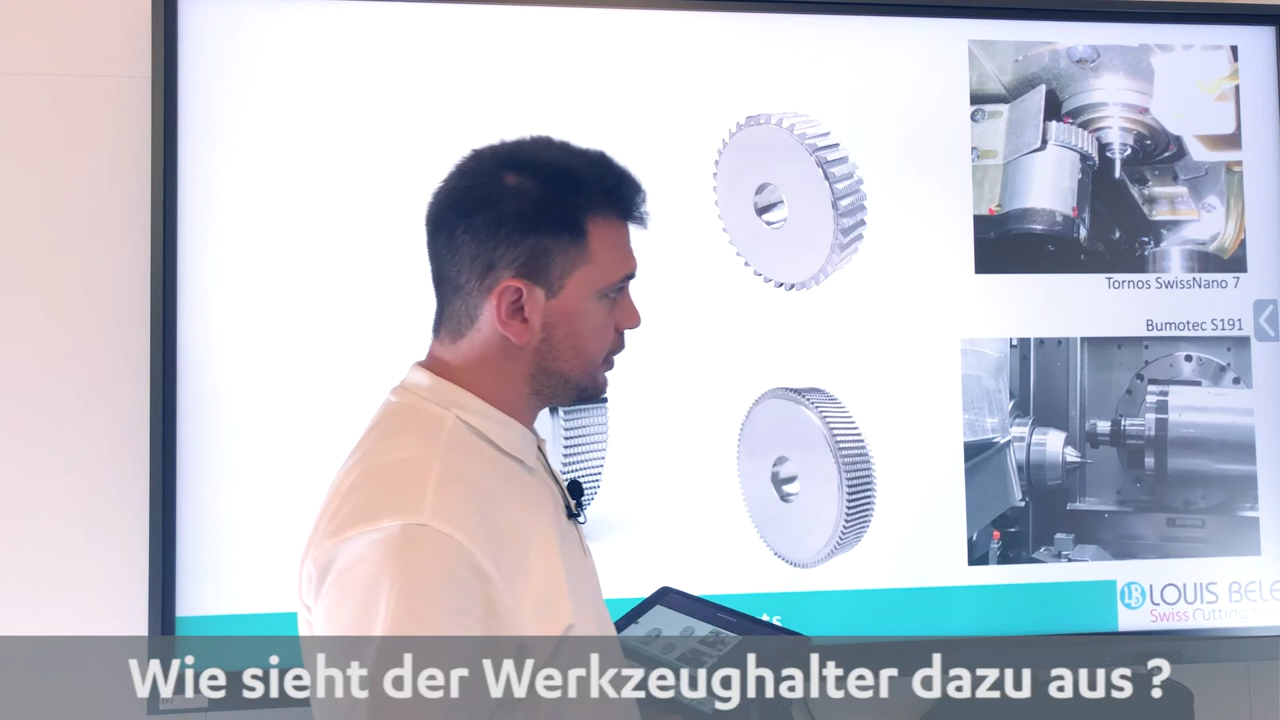 Tornos SwissNano 7
Bumotec S191
LOUIS BELE
Swiss Cutting
Wie sieht der Werkzeughalter dazu aus ?